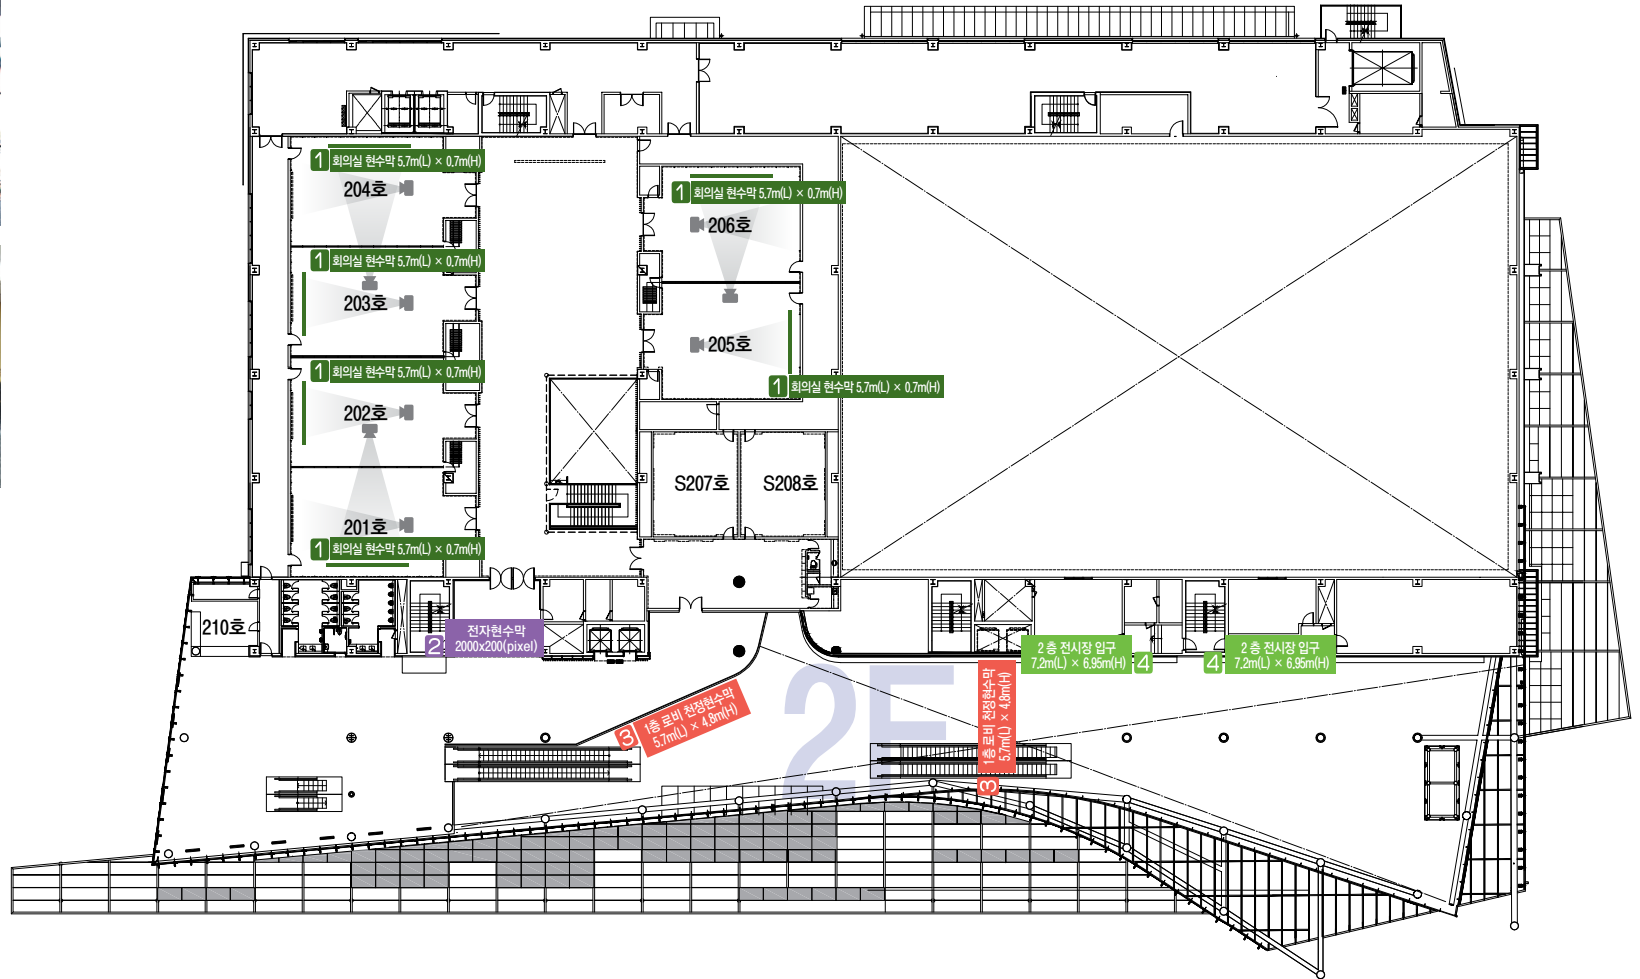 1 회의실 현수막 5.7m(L) × 0.7m(H)
204호
1 회의실 현수막 5.7m(L) × 0.7m(H)
206호
1 회의실 현수막 5.7m(L) × 0.7m(H)
203호
205호
1 회의실 현수막 5.7m(L) × 0.7m(H)
1 회의실 현수막 5.7m(L) × 0.7m(H)
202호
S207호
S208호
201호
1 회의실 현수막 5.7m(L) × 0.7m(H)
210호
2 전자현수막
2000x200(pixel)
2 층 전시장 입구
7.2m(L) × 6.95m(H) 4
4 2 층 전시장 입구
7.2m(L) × 6.95m(H)
2F
3 1층 로비 천정현수막
5.7m(L) × 4.8m(H)
3 1층 로비 천정현수막
5.7m(L) × 4.8m(H)